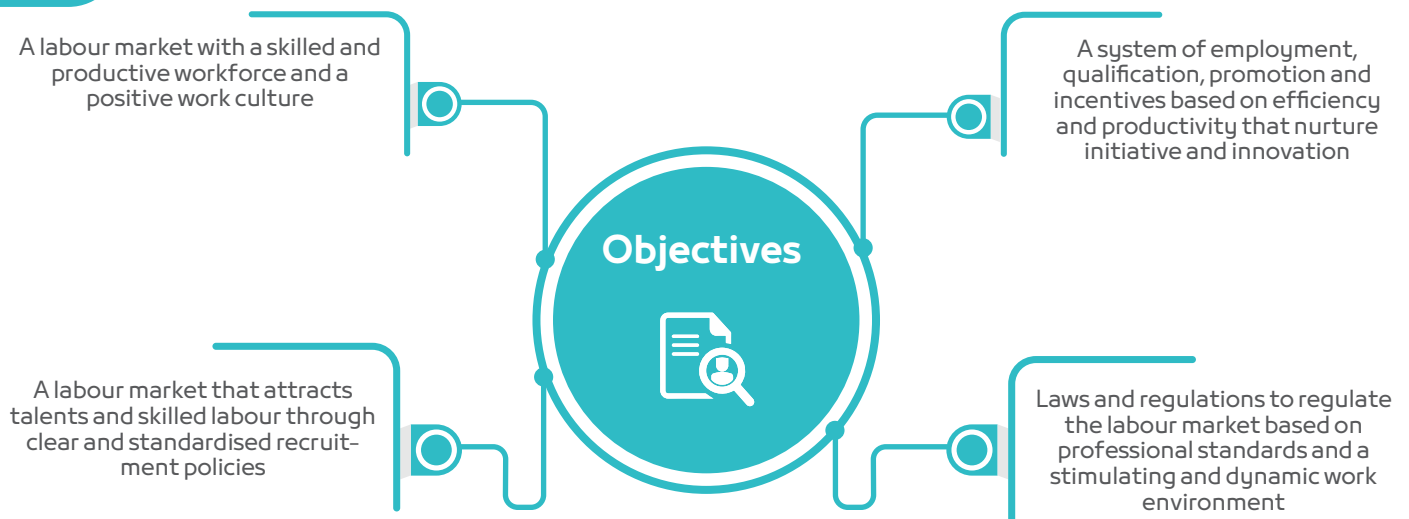 A labour market with a skilled and
productive workforce and a
positive work culture
A system of employment,
qualification, promotion and
incentives based on efficiency
and productivity that nurture
initiative and innovation
Objectives
A labour market that attracts
talents and skilled labour through
clear and standardised recruit-
ment policies
Laws and regulations to regulate
the labour market based on
professional standards and a
stimulating and dynamic work
environment